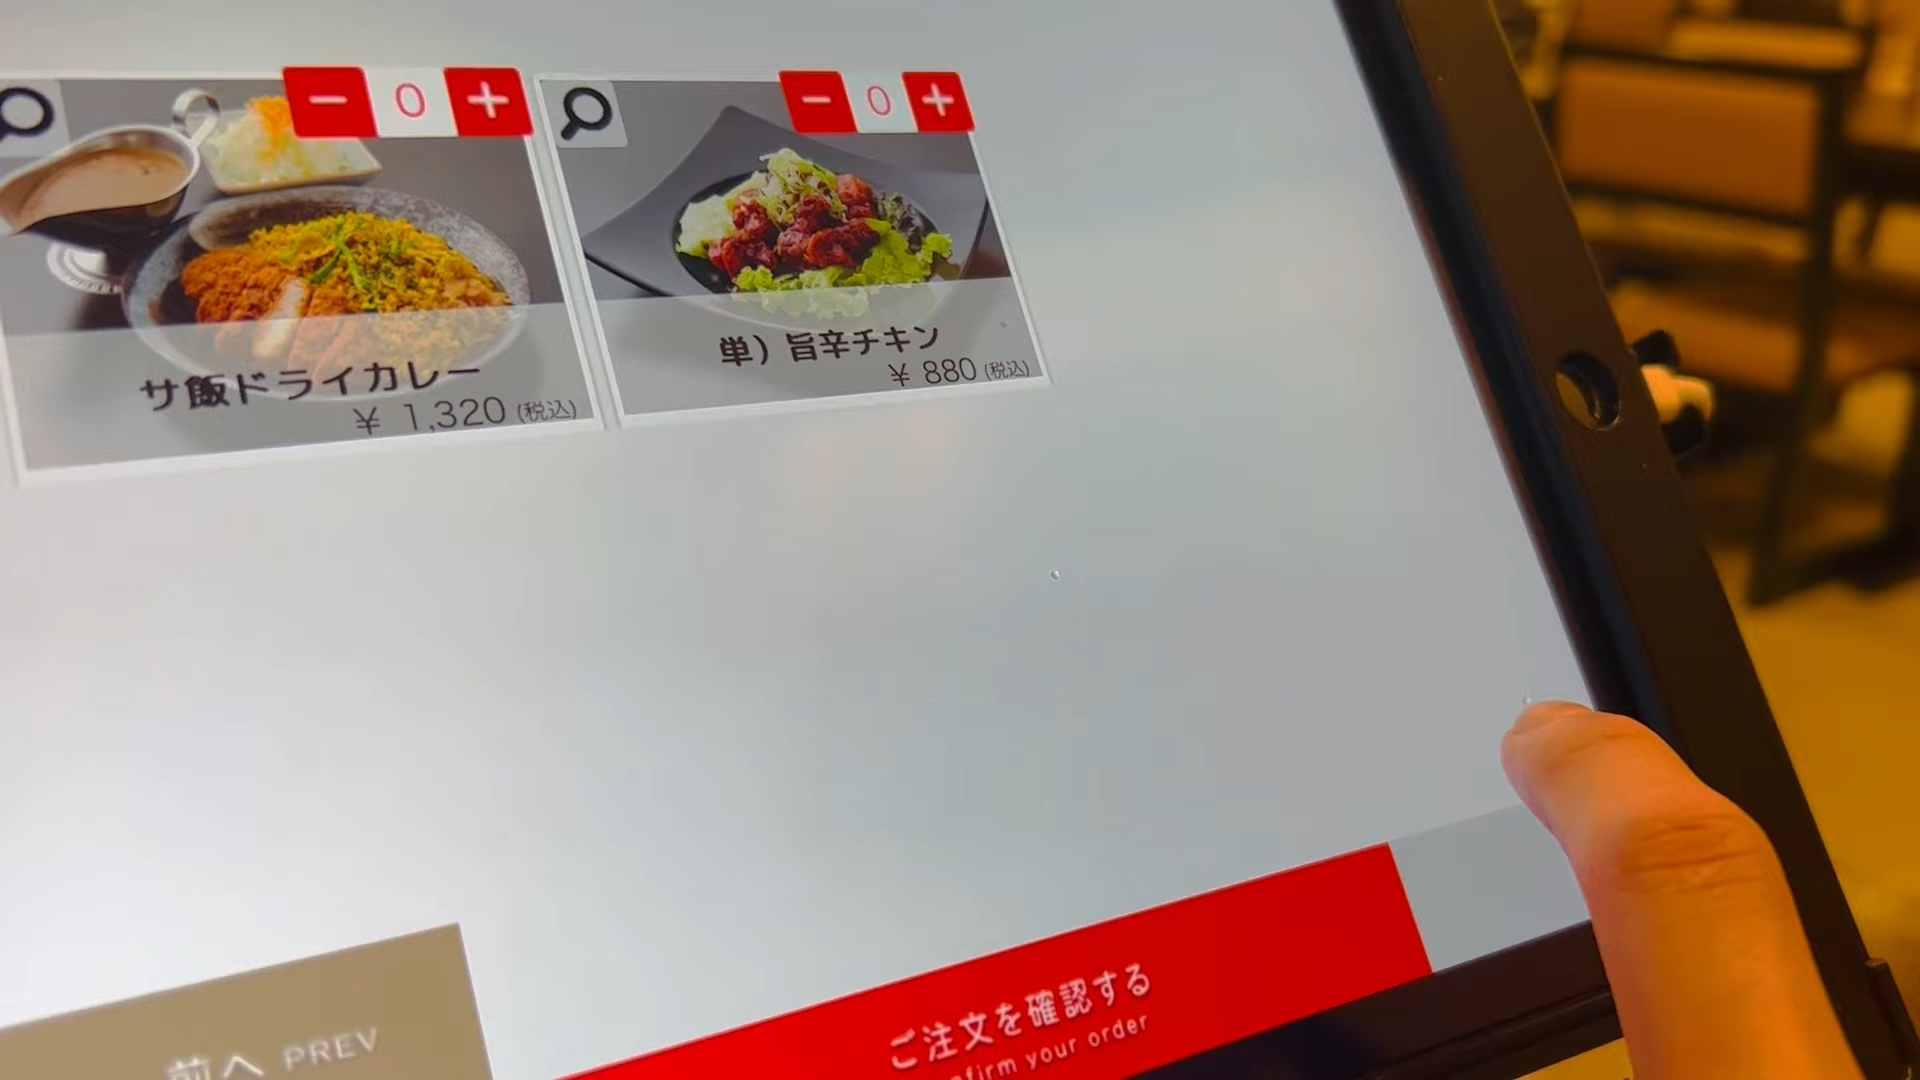 − 0 +
− 0 +
サ飯ドライカレー
¥ 1,320 (税込)
単）旨辛チキン
¥ 880 (税込)
前へ PREV
ご注文を確認する
your order